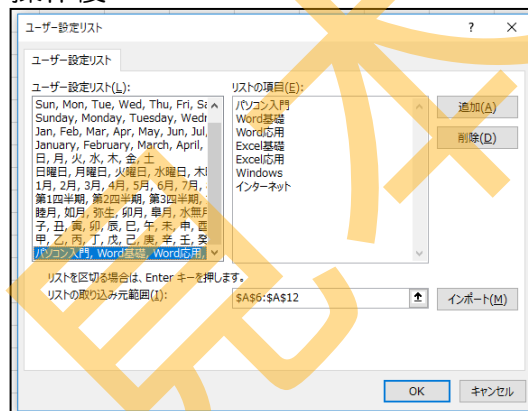 ユーザー設定リスト
? ×
ユーザー設定リスト
ユーザー設定リスト(L):
リストの項目(E):
Sun, Mon, Tue, Wed, Thu, Fri, Sa
Sunday, Monday, Tuesday, Wedn
Jan, Feb, Mar, Apr, May, Jun, Jul,
January, February, March, April,
日, 月, 火, 水, 木, 金, 土
日曜日, 月曜日, 火曜日, 水曜日, 木
1月, 2月, 3月, 4月, 5月, 6月, 7月,
第1四半期, 第2四半期, 第3四半期,
睦月, 如月, 弥生, 卯月, 皐月, 水無月
子, 丑, 寅, 卯, 辰, 巳, 午, 未, 申, 酉
甲, 乙, 丙, 丁, 戊, 己, 庚, 辛, 壬, 癸
パソコン入門, Word基礎, Word応用,
パソコン入門
Word基礎
Word応用
Excel基礎
Excel応用
Windows
インターネット
追加(A)
削除(D)
リストを区切る場合は、Enter キーを押します。
リストの取り込み元範囲(I):
$A$6:$A$12
インポート(M)
OK
キャンセル